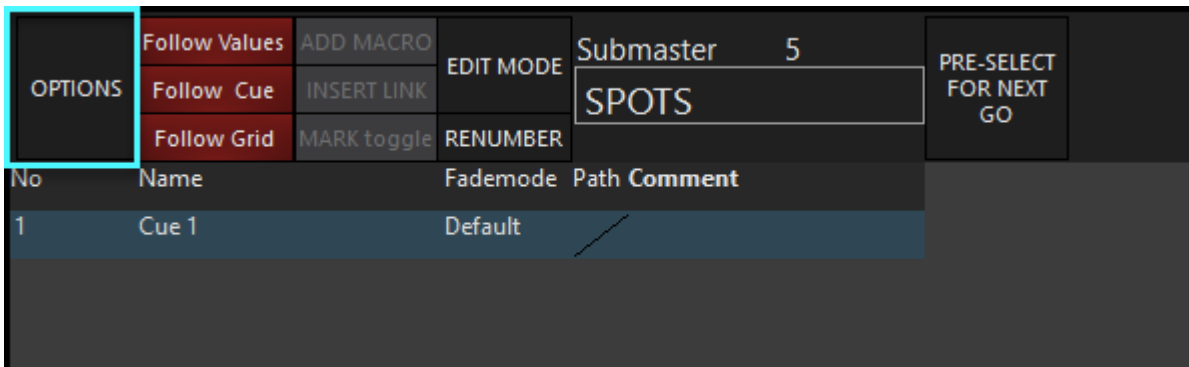 OPTIONS
Follow Values
Follow Cue
Follow Grid
ADD MACRO
INSERT LINK
MARK toggle
EDIT MODE
RENUMBER
Submaster 5
SPOTS
PRE-SELECT
FOR NEXT
GO
No Name Fademode Path Comment
1 Cue 1 Default